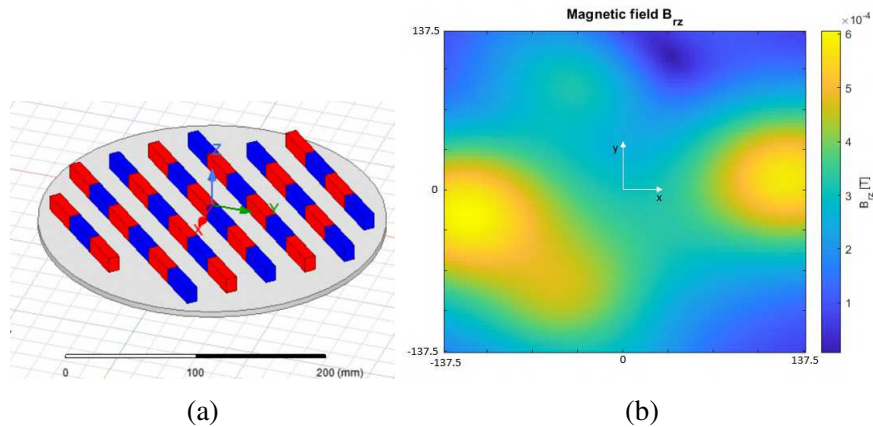 Z
Y
X
0
100
200 (mm)
(a)
Magnetic field B_rz
×10⁻⁴
137.5
0
-137.5
-137.5
0
137.5
y
x
6
5
4
3
2
1
B_rz [T]
(b)